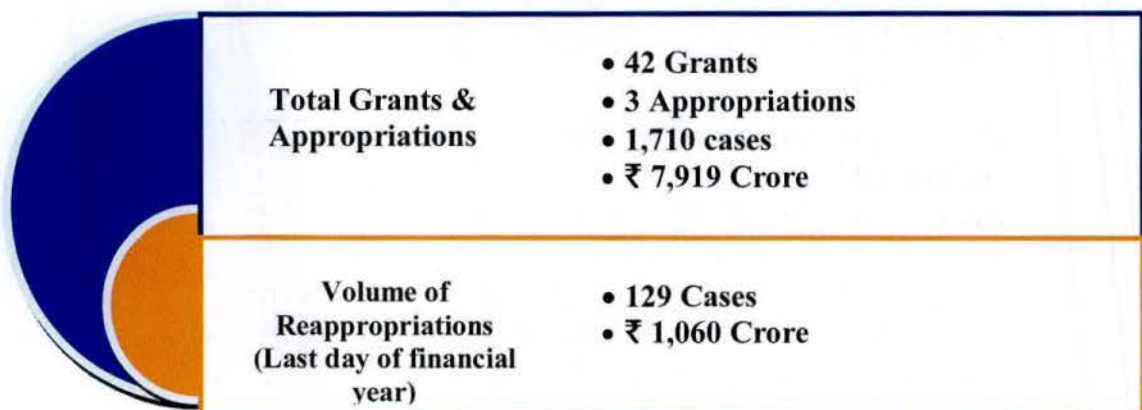 Total Grants &
Appropriations
• 42 Grants
• 3 Appropriations
• 1,710 cases
• ₹ 7,919 Crore
Volume of
Reappropriations
(Last day of financial
year)
• 129 Cases
• ₹ 1,060 Crore